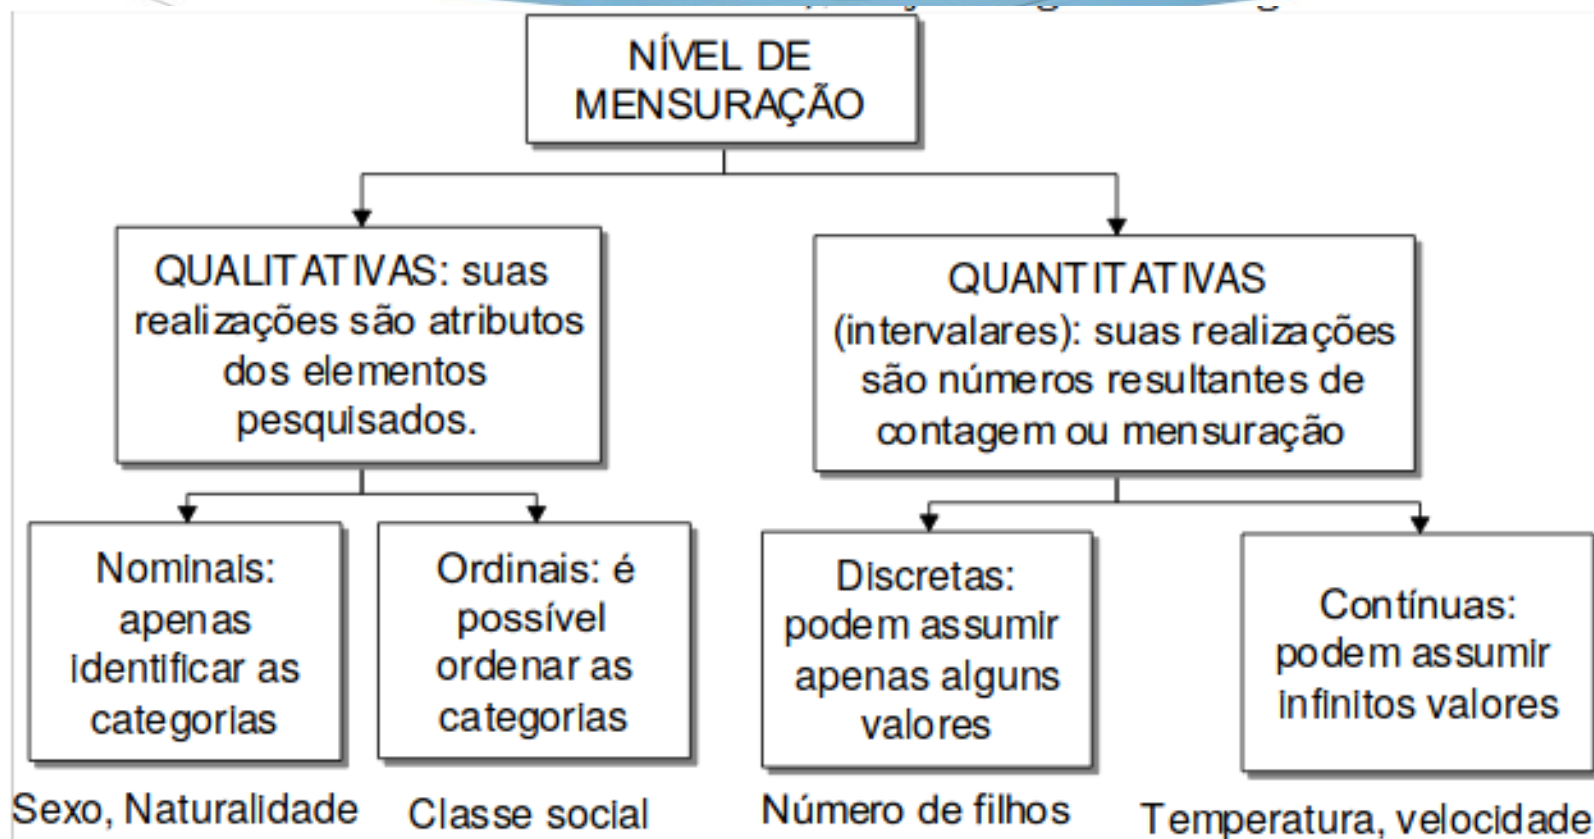 NÍVEL DE
MENSURAÇÃO
QUALITATIVAS: suas
realizações são atributos
dos elementos
pesquisados.
QUANTITATIVAS
(intervalares): suas realizações
são números resultantes de
contagem ou mensuração
Nominais:
apenas
identificar as
categorias
Ordinais: é
possível
ordenar as
categorias
Discretas:
podem assumir
apenas alguns
valores
Contínuas:
podem assumir
infinitos valores
Sexo, Naturalidade
Classe social
Número de filhos
Temperatura, velocidade